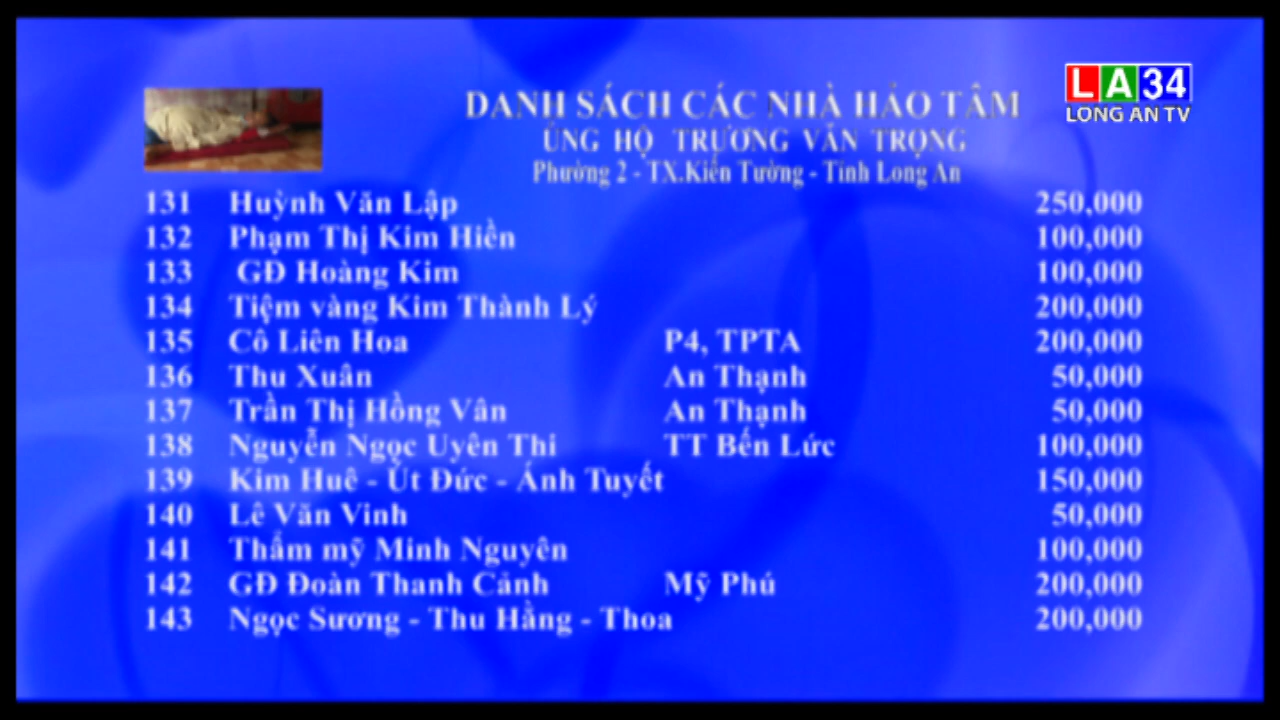 LA34
LONG AN TV
DANH SÁCH CÁC NHÀ HẢO TÂM
ỦNG HỘ TRƯƠNG VĂN TRỌNG
Phường 2 - TX.Kiến Tường - Tỉnh Long An
131 Huỳnh Văn Lập 250,000
132 Phạm Thị Kim Hiền 100,000
133 GĐ Hoàng Kim 100,000
134 Tiệm vàng Kim Thành Lý 200,000
135 Cô Liên Hoa P4, TPTA 200,000
136 Thu Xuân An Thạnh 50,000
137 Trần Thị Hồng Vân An Thạnh 50,000
138 Nguyễn Ngọc Uyên Thi TT Bến Lức 100,000
139 Kim Huê - Út Đức - Ánh Tuyết 150,000
140 Lê Văn Vinh 50,000
141 Thẩm mỹ Minh Nguyên 100,000
142 GĐ Đoàn Thanh Cảnh Mỹ Phú 200,000
143 Ngọc Sương - Thu Hằng - Thoa 200,000